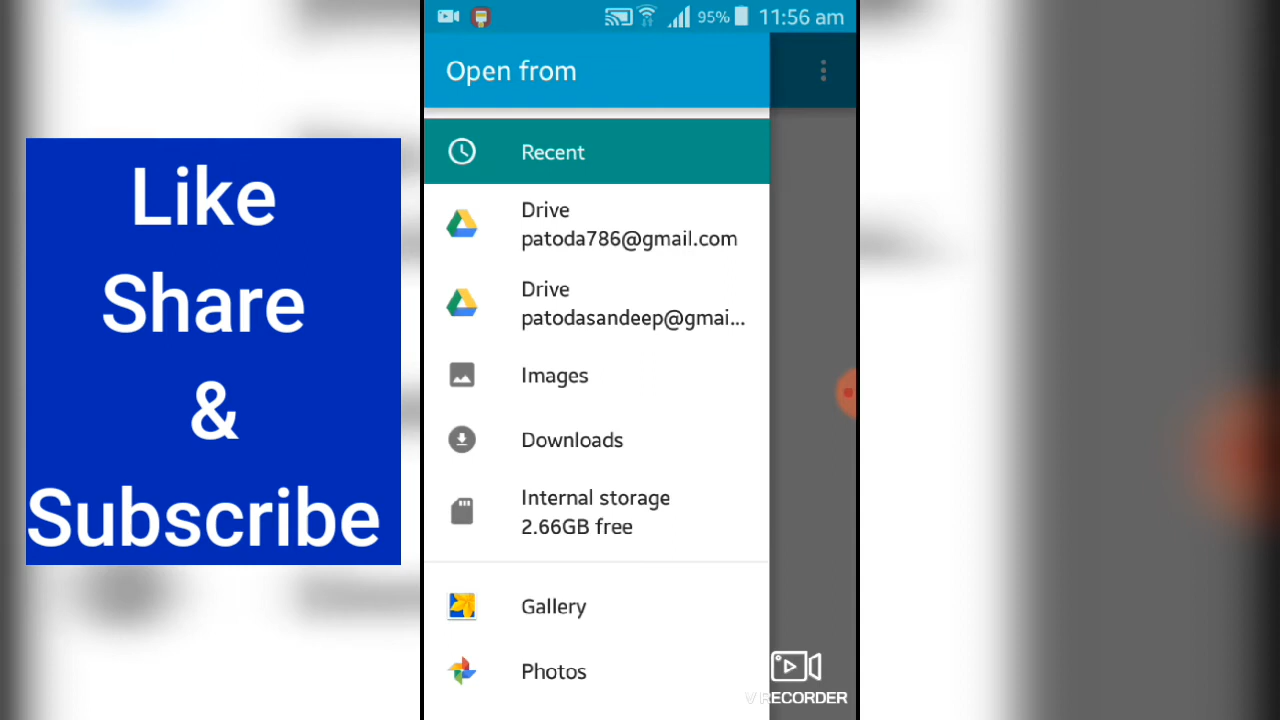 Like
Share
&
Subscribe
95% 11:56 am
Open from
Recent
Drive
patoda786@gmail.com
Drive
patodasandeep@gmai...
Images
Downloads
Internal storage
2.66GB free
Gallery
Photos
V RECORDER